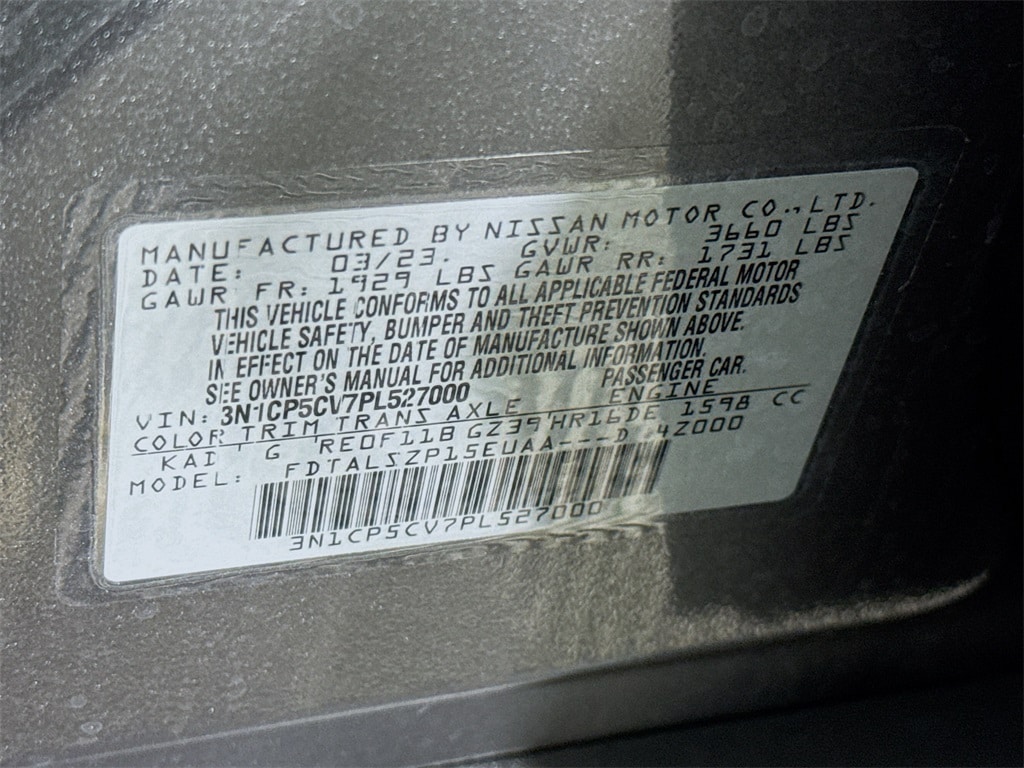 MANUFACTURED BY NISSAN MOTOR CO., LTD.
DATE: 03/23. GVWR: 3660 LBS
GAWR FR: 1929 LBS GAWR RR: 1731 LBS
THIS VEHICLE CONFORMS TO ALL APPLICABLE FEDERAL MOTOR
VEHICLE SAFETY, BUMPER AND THEFT PREVENTION STANDARDS
IN EFFECT ON THE DATE OF MANUFACTURE SHOWN ABOVE.
SEE OWNER'S MANUAL FOR ADDITIONAL INFORMATION.
VIN: 3N1CP5CV7PL527000 PASSENGER CAR.
COLOR TRIM TRANS AXLE ENGINE
KAD G RE0F11B GZ39 HR16DE 1598 CC
MODEL: FDTALSZP15EUAA---D 4Z000
3N1CP5CV7PL527000